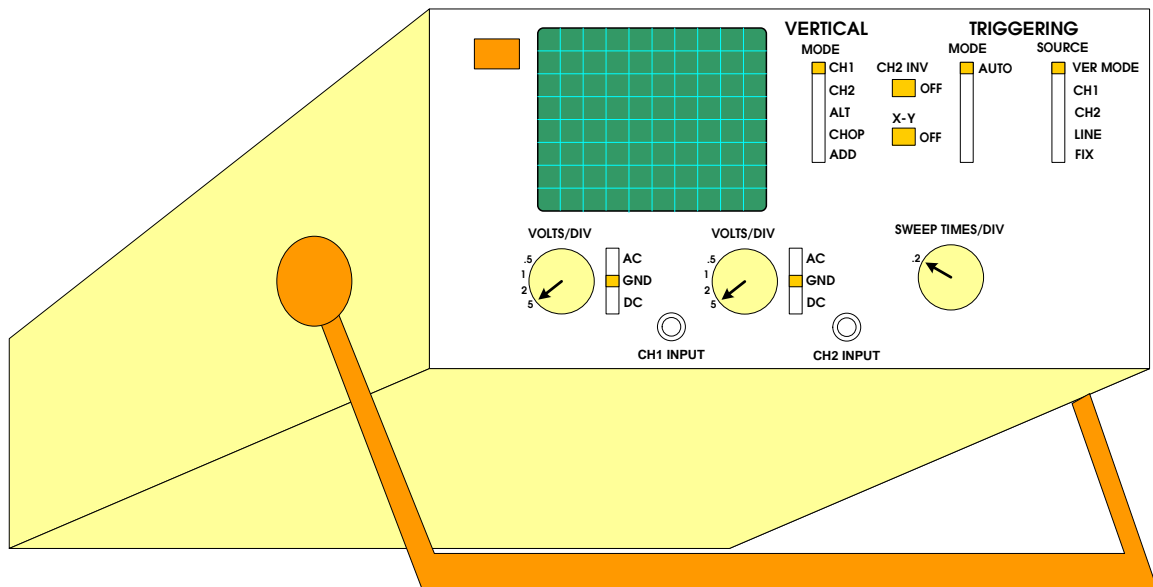 VERTICAL
TRIGGERING
MODE
CH1
CH2
ALT
CHOP
ADD
CH2 INV
OFF
X-Y
OFF
MODE
AUTO
SOURCE
VER MODE
CH1
CH2
LINE
FIX
VOLTS/DIV
.5
1
2
5
AC
GND
DC
CH1 INPUT
VOLTS/DIV
.5
1
2
5
AC
GND
DC
CH2 INPUT
SWEEP TIMES/DIV
.2